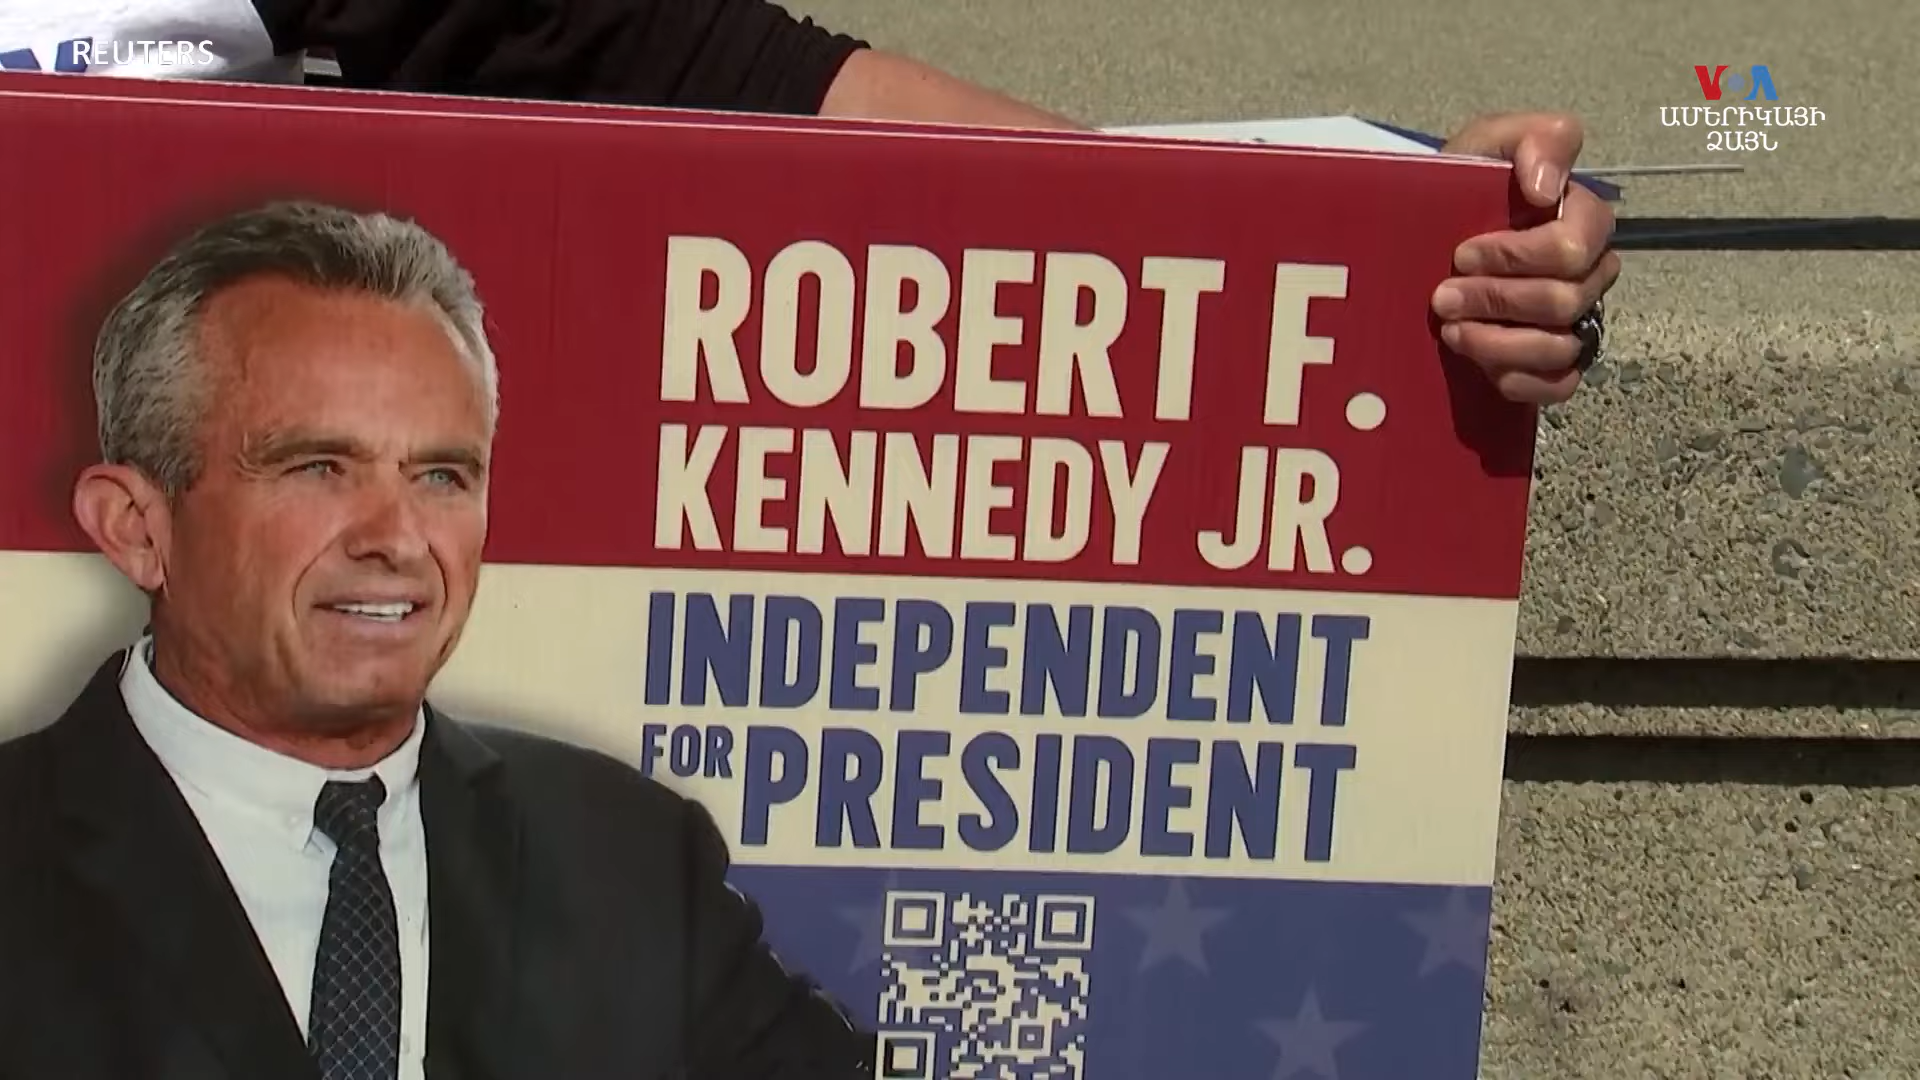 REUTERS
VOA
ԱՄԵՐԻԿԱՅԻ
ՁԱՅՆ
ROBERT F.
KENNEDY JR.
INDEPENDENT
FOR PRESIDENT